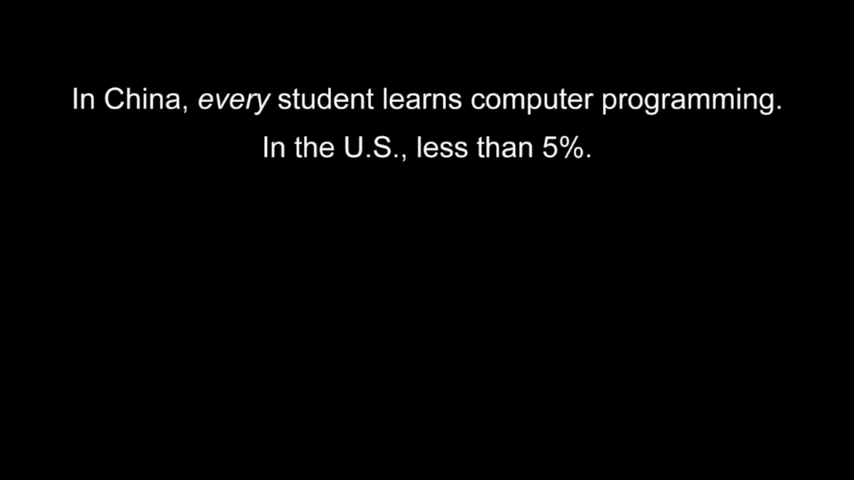 In China, every student learns computer programming.
In the U.S., less than 5%.